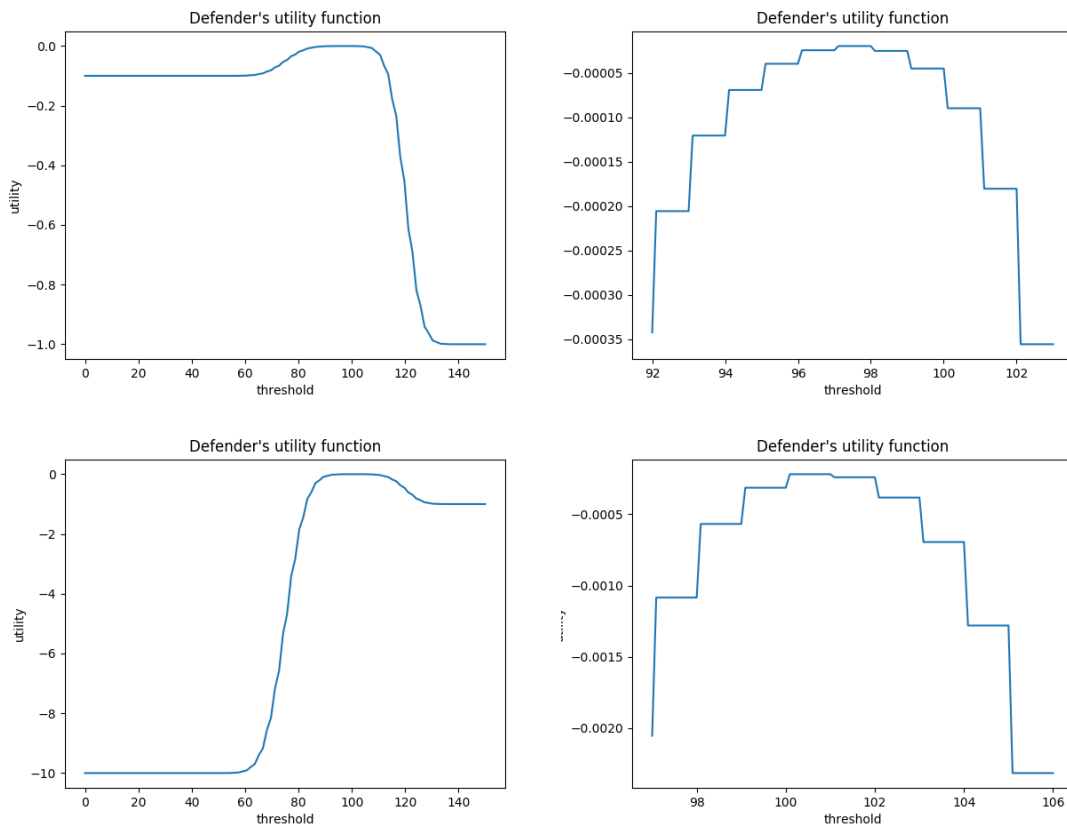 Defender's utility function
utility
0.0
−0.2
−0.4
−0.6
−0.8
−1.0
0 20 40 60 80 100 120 140
threshold
Defender's utility function
−0.00005
−0.00010
−0.00015
−0.00020
−0.00025
−0.00030
−0.00035
92 94 96 98 100 102
threshold
Defender's utility function
utility
0
−2
−4
−6
−8
−10
0 20 40 60 80 100 120 140
threshold
Defender's utility function
−0.0005
−0.0010
−0.0015
−0.0020
98 100 102 104 106
threshold